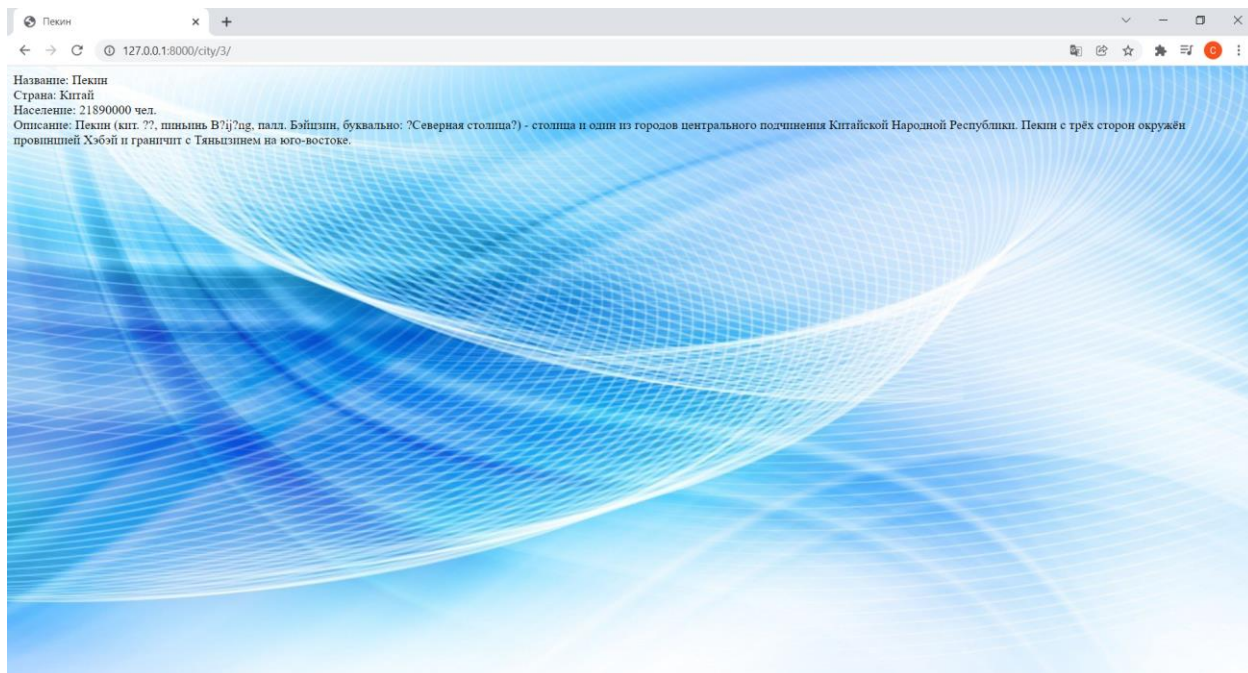 Пекин
127.0.0.1:8000/city/3/
C
Название: Пекин
Страна: Китай
Население: 21890000 чел.
Описание: Пекин (кит. ??, пиньинь B?ij?ng, палл. Бэйцзин, буквально: ?Северная столица?) - столица и один из городов центрального подчинения Китайской Народной Республики. Пекин с трёх сторон окружён
провинцией Хэбэй и граничит с Тяньцзинем на юго-востоке.